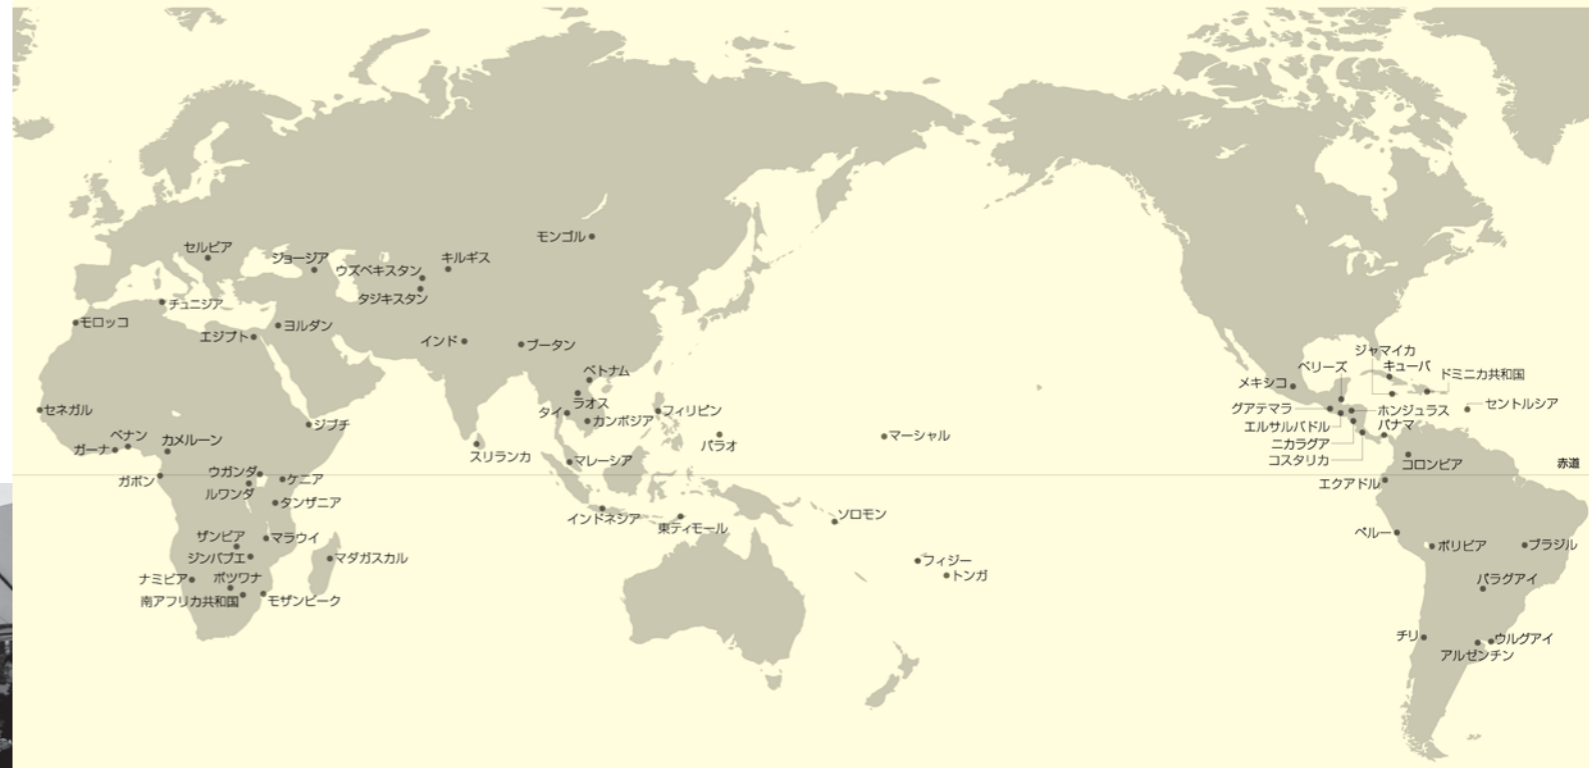 セルビア
ジョージア
ウズベキスタン
キルギス
タジキスタン
モンゴル
チュニジア
モロッコ
エジプト
ヨルダン
インド
ブータン
ベトナム
ラオス
タイ
カンボジア
フィリピン
パラオ
マーシャル
スリランカ
マレーシア
セネガル
ジブチ
ベナン
ガーナ
カメルーン
ガボン
ウガンダ
ルワンダ
ケニア
タンザニア
ザンビア
マラウイ
ジンバブエ
マダガスカル
ナミビア
ボツワナ
南アフリカ共和国
モザンビーク
インドネシア
東ティモール
ソロモン
フィジー
トンガ
ジャマイカ
ベリーズ
キューバ
ドミニカ共和国
メキシコ
グアテマラ
エルサルバドル
ニカラグア
コスタリカ
ホンジュラス
パナマ
セントルシア
コロンビア
赤道
エクアドル
ペルー
ボリビア
ブラジル
パラグアイ
チリ
ウルグアイ
アルゼンチン